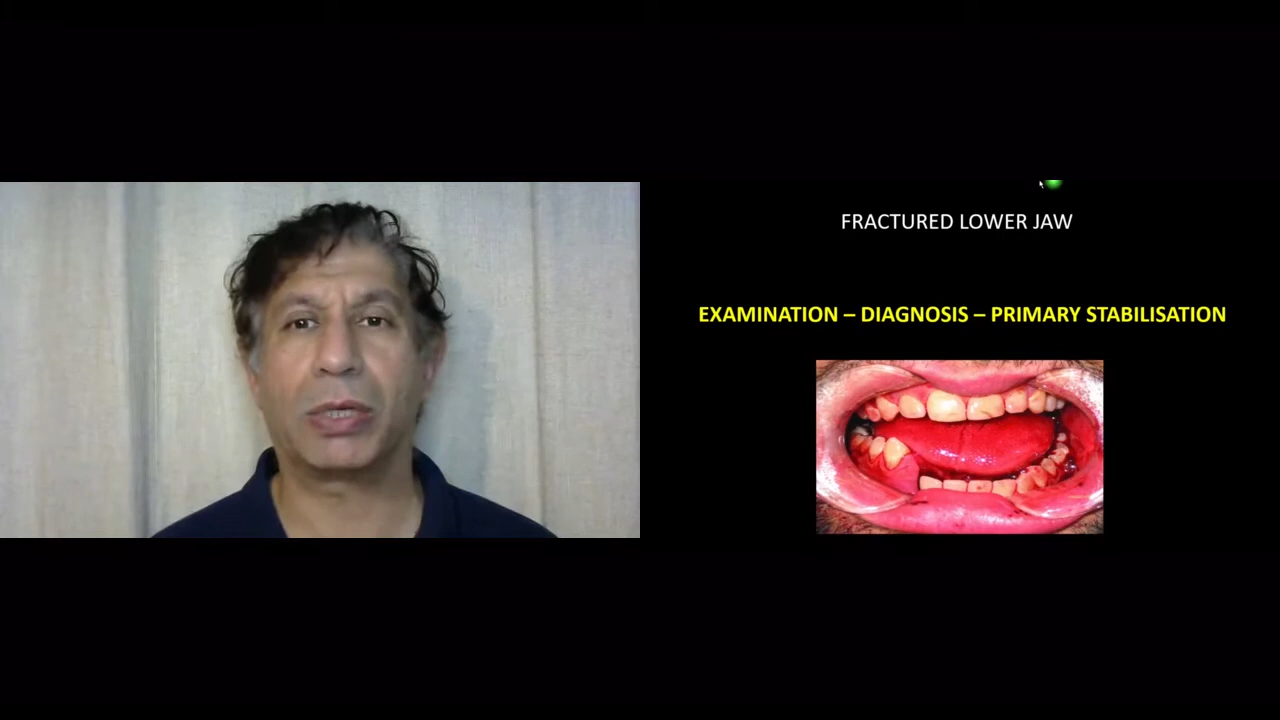 FRACTURED LOWER JAW
EXAMINATION – DIAGNOSIS – PRIMARY STABILISATION